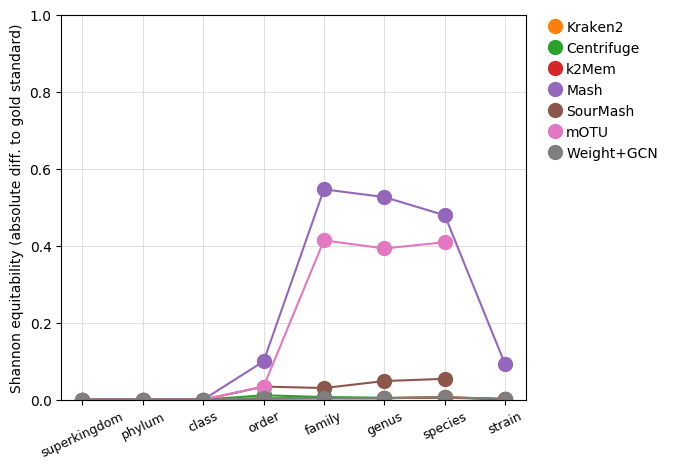 Shannon equitability (absolute diff. to gold standard)
1.0
0.8
0.6
0.4
0.2
0.0
superkingdom
phylum
class
order
family
genus
species
strain
Kraken2
Centrifuge
k2Mem
Mash
SourMash
mOTU
Weight+GCN